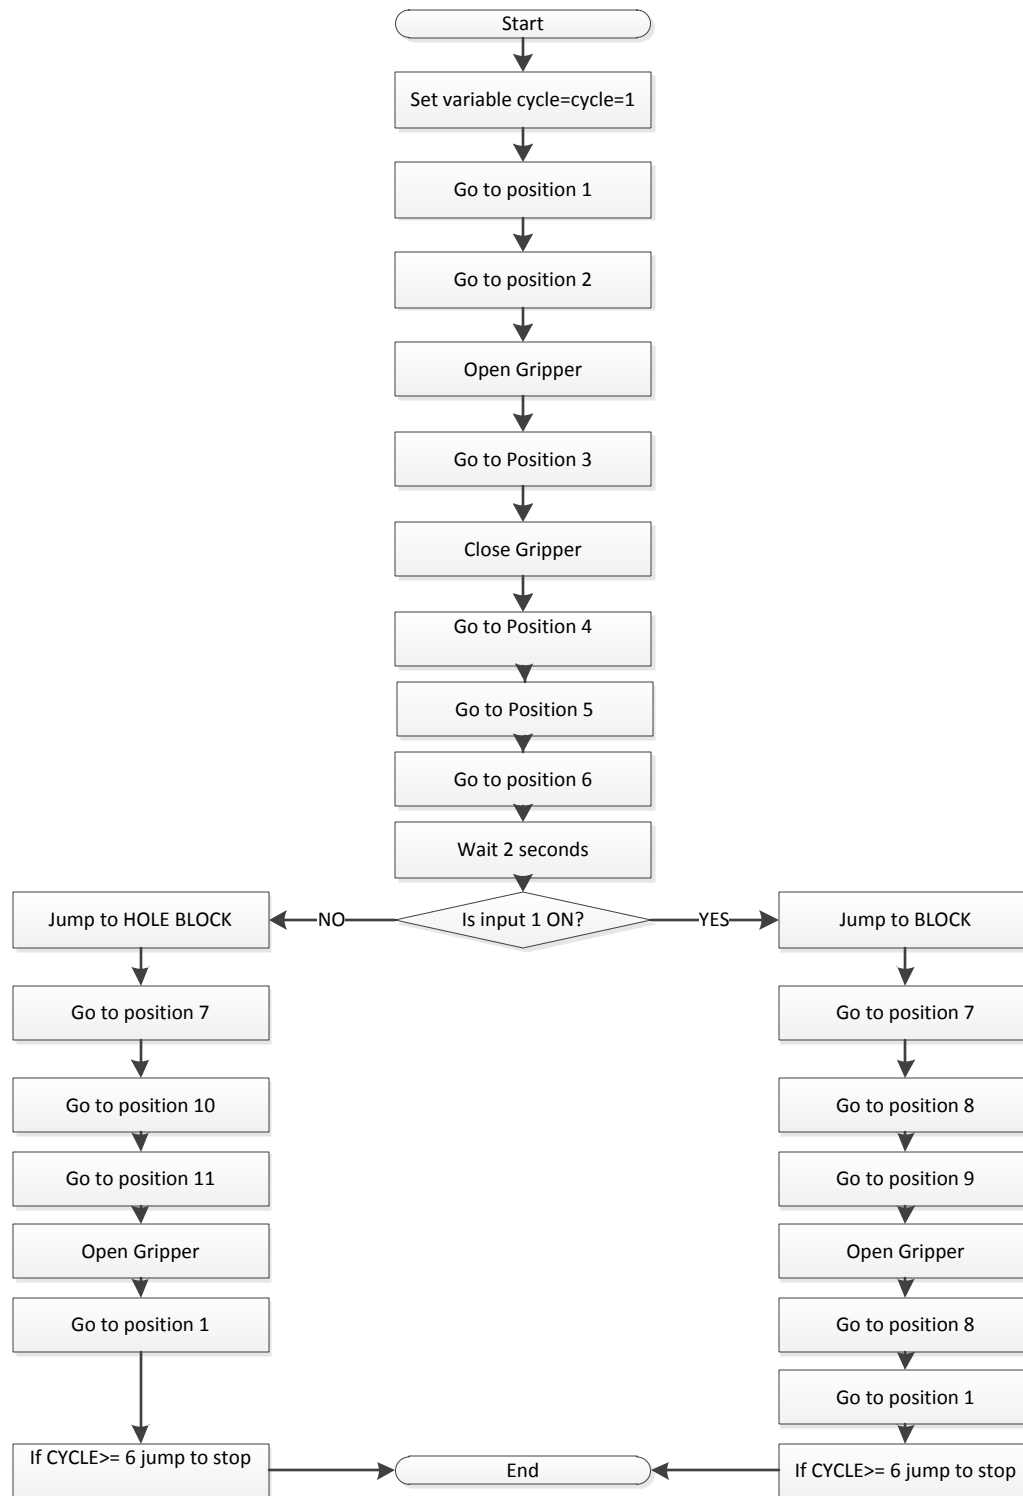 Start
Set variable cycle=cycle=1
Go to position 1
Go to position 2
Open Gripper
Go to Position 3
Close Gripper
Go to Position 4
Go to Position 5
Go to position 6
Wait 2 seconds
Is input 1 ON?
NO
Jump to HOLE BLOCK
Go to position 7
Go to position 10
Go to position 11
Open Gripper
Go to position 1
If CYCLE>= 6 jump to stop
YES
Jump to BLOCK
Go to position 7
Go to position 8
Go to position 9
Open Gripper
Go to position 8
Go to position 1
If CYCLE>= 6 jump to stop
End